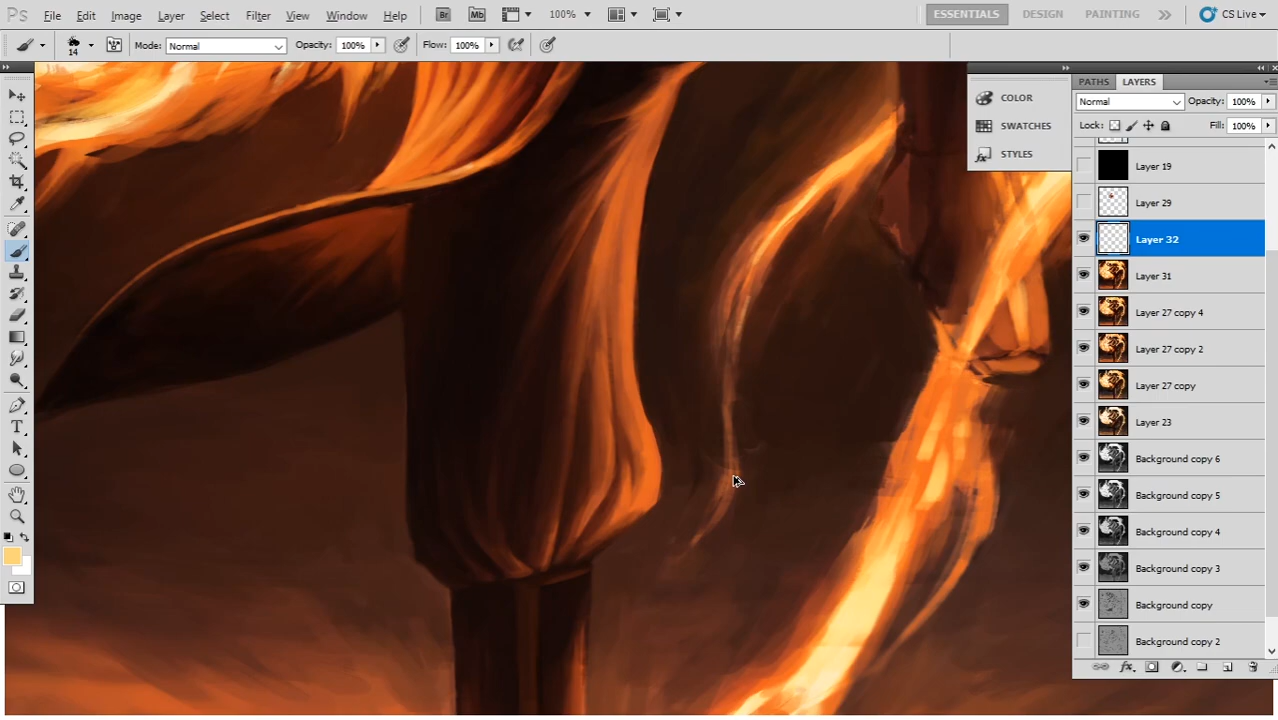 Ps File Edit Image Layer Select Filter View Window Help Br Mb 100% ESSENTIALS DESIGN PAINTING CS Live
14 Mode: Normal Opacity: 100% Flow: 100%
PATHS LAYERS
COLOR
SWATCHES
STYLES
Normal Opacity: 100%
Lock: Fill: 100%
Layer 19
Layer 29
Layer 32
Layer 31
Layer 27 copy 4
Layer 27 copy 2
Layer 27 copy
Layer 23
Background copy 6
Background copy 5
Background copy 4
Background copy 3
Background copy
Background copy 2
fx